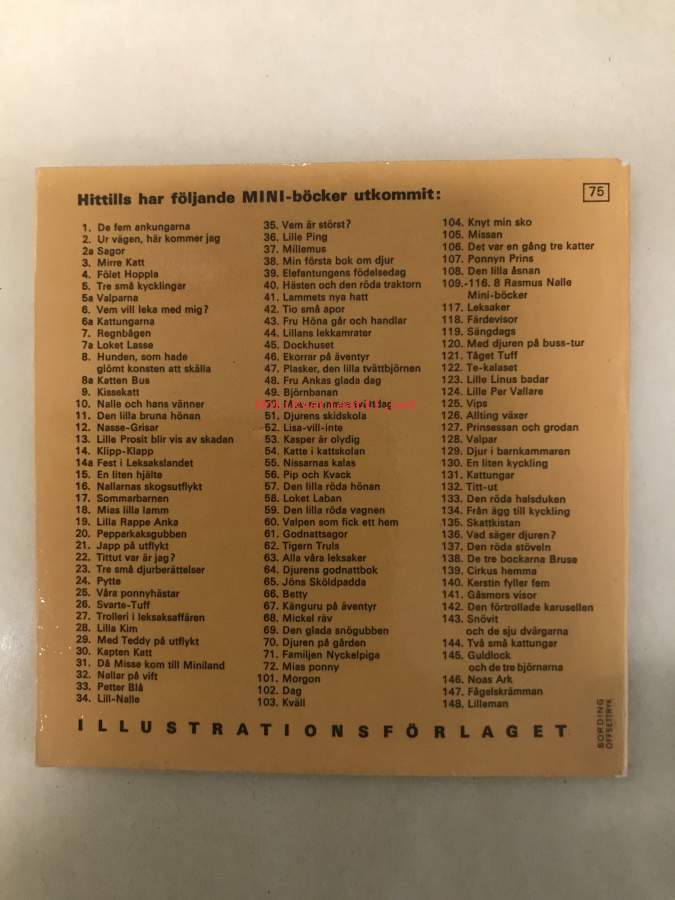 Hittills har följande MINI-böcker utkommit:
75
1. De fem ankungarna
2. Ur vägen, här kommer jag
2a Sagor
3. Mirre Katt
4. Fölet Hoppla
5. Tre små kycklingar
5a Valparna
6. Vem vill leka med mig?
6a Kattungarna
7. Regnbågen
7a Loket Lasse
8. Hunden, som hade
glömt konsten att skälla
8a Katten Bus
9. Kissekatt
10. Nalle och hans vänner
11. Den lilla bruna hönan
12. Nasse-Grisar
13. Lille Prosit blir vis av skadan
14. Klipp-Klapp
14a Fest i Leksakslandet
15. En liten hjälte
16. Nallarnas skogsutflykt
17. Sommarbarnen
18. Mias lilla lamm
19. Lilla Rappe Anka
20. Pepparkaksgubben
21. Japp på utflykt
22. Tittut var är jag?
23. Tre små djurberättelser
24. Pytte
25. Våra ponnyhästar
26. Svarte-Tuff
27. Trolleri i leksaksaffären
28. Lilla Kim
29. Med Teddy på utflykt
30. Kapten Katt
31. Då Misse kom till Miniland
32. Nallar på vift
33. Petter Blå
34. Lill-Nalle
35. Vem är störst?
36. Lille Ping
37. Millemus
38. Min första bok om djur
39. Elefantungens födelsedag
40. Hästen och den röda traktorn
41. Lammets nya hatt
42. Tio små apor
43. Fru Höna går och handlar
44. Lillans lekkamrater
45. Dockhuset
46. Ekorrar på äventyr
47. Plasker, den lilla tvättbjörnen
48. Fru Ankas glada dag
49. Björnbanan
50.
51. Djurens skidskola
52. Lisa-vill-inte
53. Kasper är olydig
54. Katte i kattskolan
55. Nissarnas kalas
56. Pip och Kvack
57. Den lilla röda hönan
58. Loket Laban
59. Den lilla röda vagnen
60. Valpen som fick ett hem
61. Godnattsagor
62. Tigern Truls
63. Alla våra leksaker
64. Djurens godnattbok
65. Jöns Sköldpadda
66. Betty
67. Känguru på äventyr
68. Mickel räv
69. Den glada snögubben
70. Djuren på gården
71. Familjen Nyckelpiga
72. Mias ponny
101. Morgon
102. Dag
103. Kväll
104. Knyt min sko
105. Missan
106. Det var en gång tre katter
107. Ponnyn Prins
108. Den lilla åsnan
109.-116. 8 Rasmus Nalle
Mini-böcker
117. Leksaker
118. Färdevisor
119. Sängdags
120. Med djuren på buss-tur
121. Tåget Tuff
122. Te-kalaset
123. Lille Linus badar
124. Lille Per Vallare
125. Vips
126. Allting växer
127. Prinsessan och grodan
128. Valpar
129. Djur i barnkammaren
130. En liten kyckling
131. Kattungar
132. Titt-ut
133. Den röda halsduken
134. Från ägg till kyckling
135. Skattkistan
136. Vad säger djuren?
137. Den röda stöveln
138. De tre bockarna Bruse
139. Cirkus hemma
140. Kerstin fyller fem
141. Gåsmors visor
142. Den förtrollade karusellen
143. Snövit
och de sju dvärgarna
144. Två små kattungar
145. Guldlock
och de tre björnarna
146. Noas Ark
147. Fågelskrämman
148. Lilleman
ILLUSTRATIONSFÖRLAGET
BORDING
OFFSETTRYK